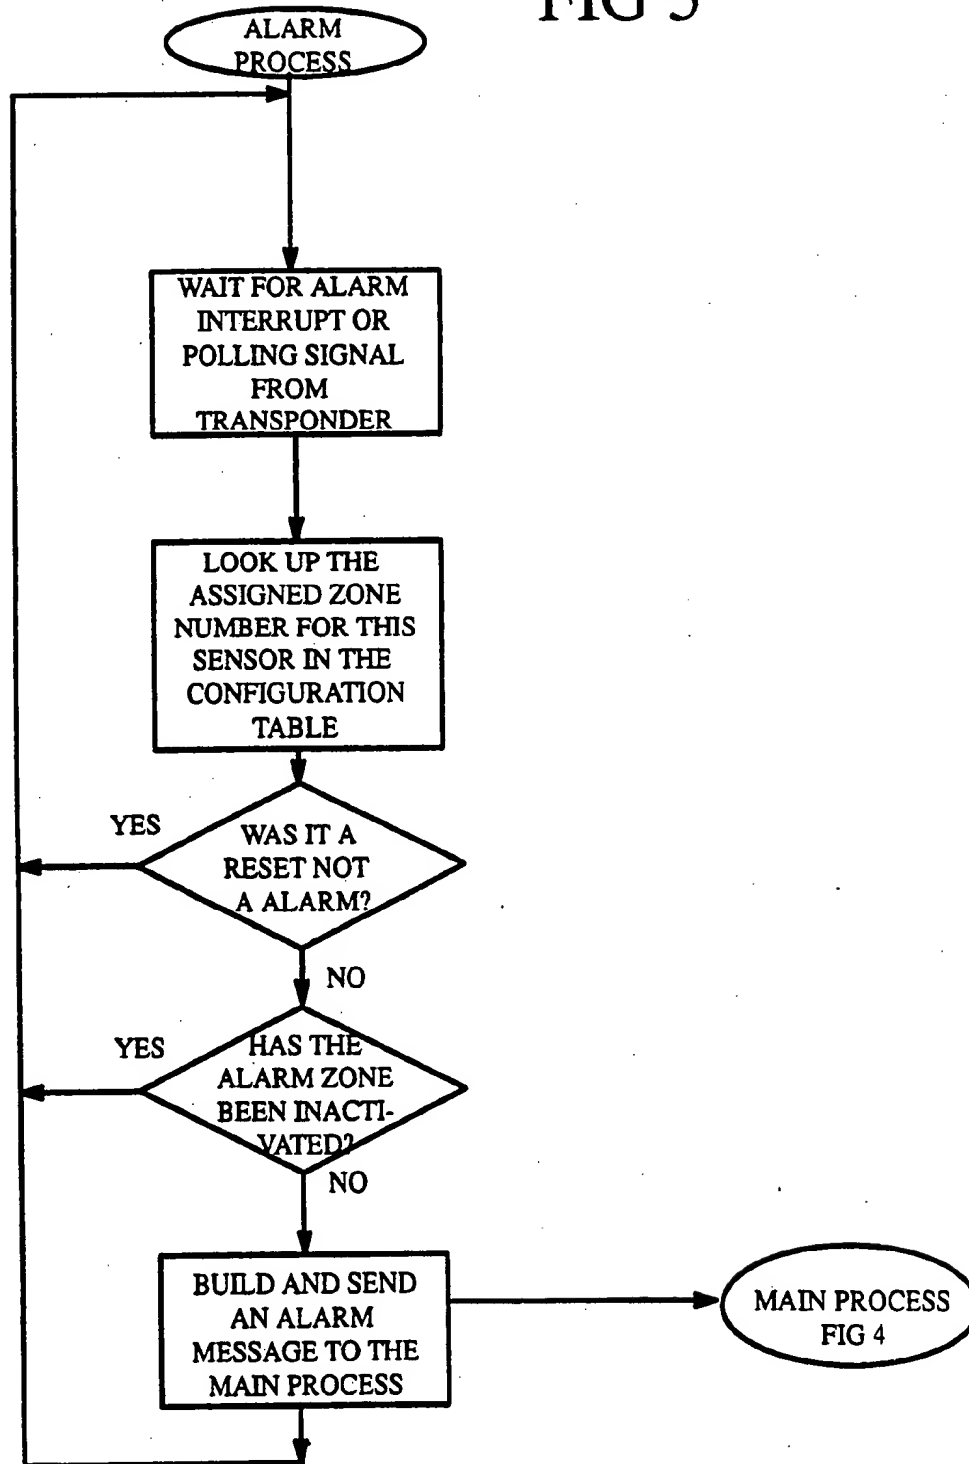 FIG 5
ALARM
PROCESS
WAIT FOR ALARM
INTERRUPT OR
POLLING SIGNAL
FROM
TRANSPONDER
LOOK UP THE
ASSIGNED ZONE
NUMBER FOR THIS
SENSOR IN THE
CONFIGURATION
TABLE
YES
WAS IT A
RESET NOT
A ALARM?
NO
YES
HAS THE
ALARM ZONE
BEEN INACTI-
VATED?
NO
BUILD AND SEND
AN ALARM
MESSAGE TO THE
MAIN PROCESS
MAIN PROCESS
FIG 4